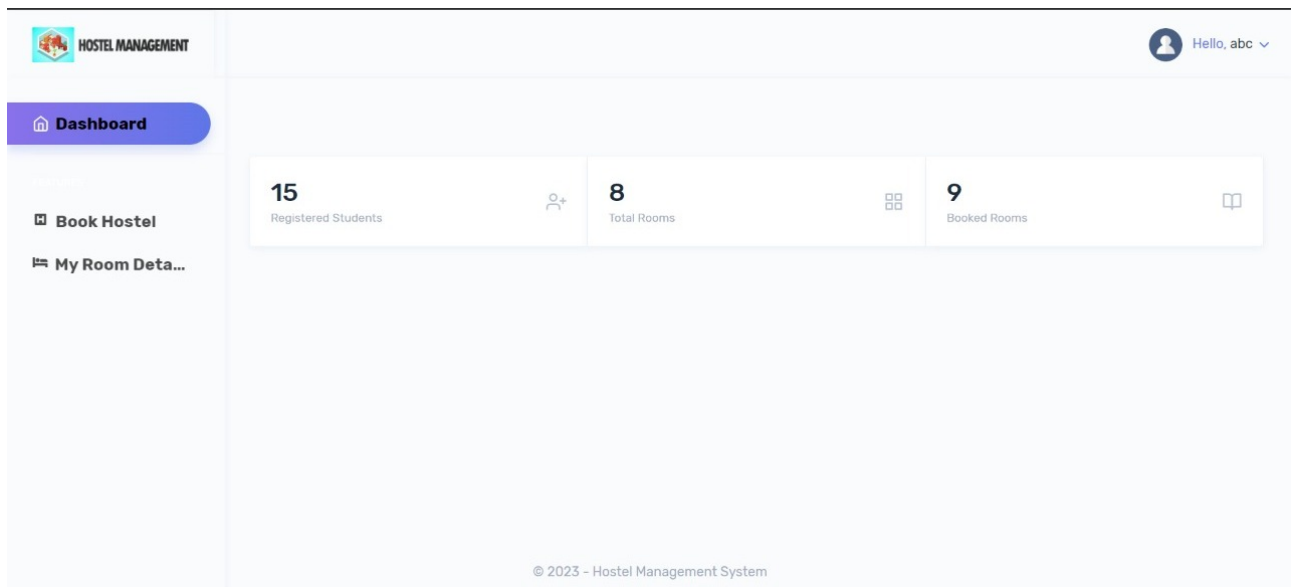 HOSTEL MANAGEMENT
Hello, abc
Dashboard
Book Hostel
My Room Deta...
15
Registered Students
8
Total Rooms
9
Booked Rooms
© 2023 - Hostel Management System